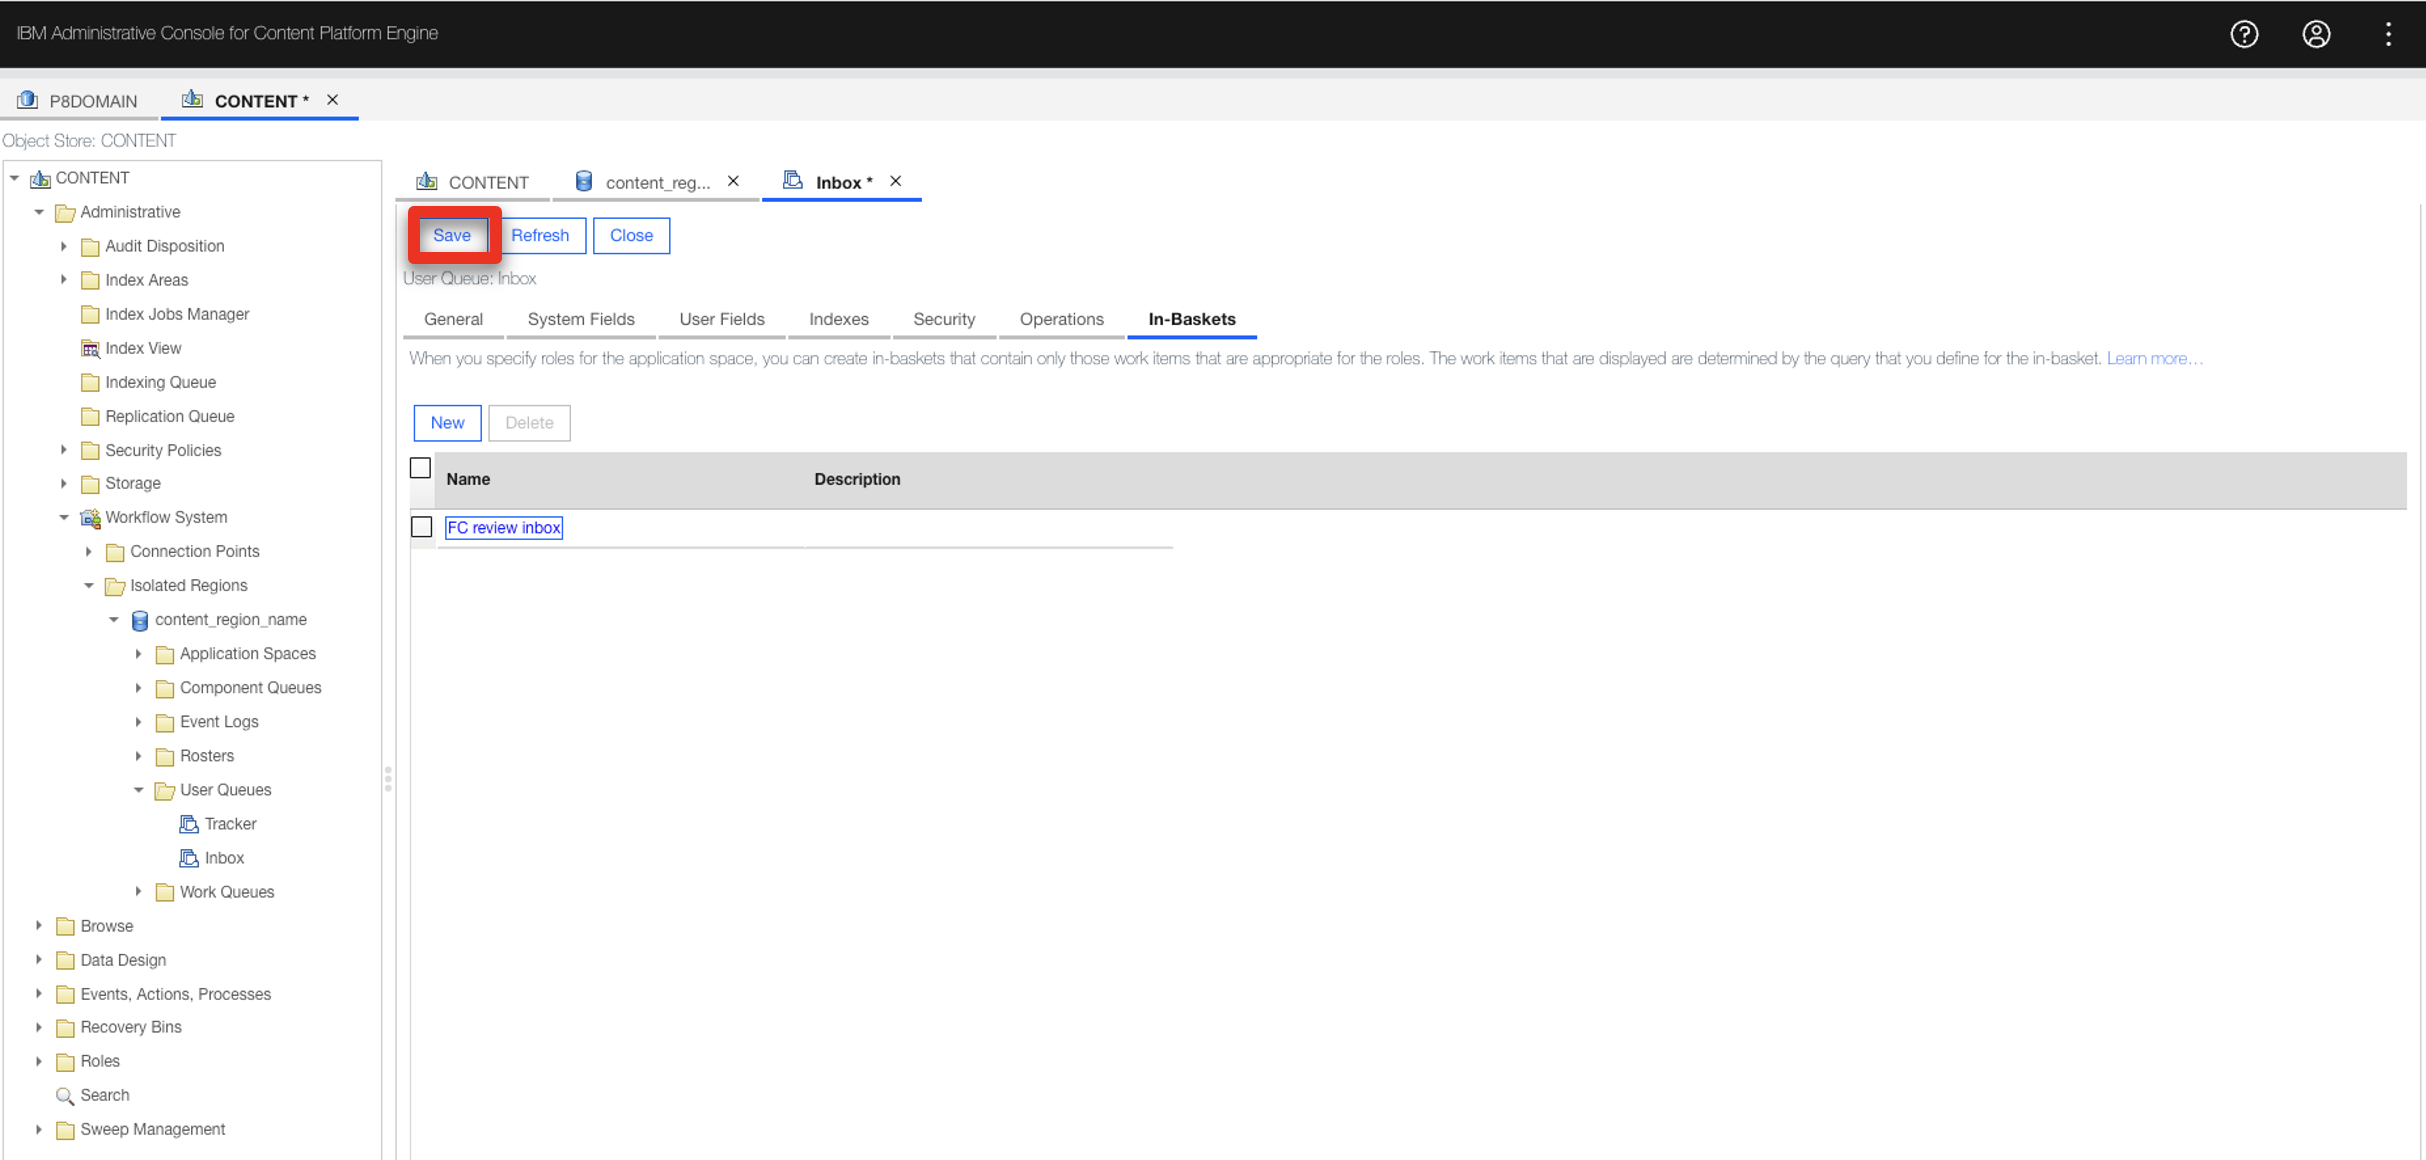 IBM Administrative Console for Content Platform Engine
P8DOMAIN
CONTENT *
Object Store: CONTENT
CONTENT
Administrative
Audit Disposition
Index Areas
Index Jobs Manager
Index View
Indexing Queue
Replication Queue
Security Policies
Storage
Workflow System
Connection Points
Isolated Regions
content_region_name
Application Spaces
Component Queues
Event Logs
Rosters
User Queues
Tracker
Inbox
Work Queues
Browse
Data Design
Events, Actions, Processes
Recovery Bins
Roles
Search
Sweep Management
CONTENT
content_reg...
Inbox *
Save
Refresh
Close
User Queue: Inbox
General
System Fields
User Fields
Indexes
Security
Operations
In-Baskets
When you specify roles for the application space, you can create in-baskets that contain only those work items that are appropriate for the roles. The work items that are displayed are determined by the query that you define for the in-basket. Learn more...
New
Delete
Name
Description
FC review inbox